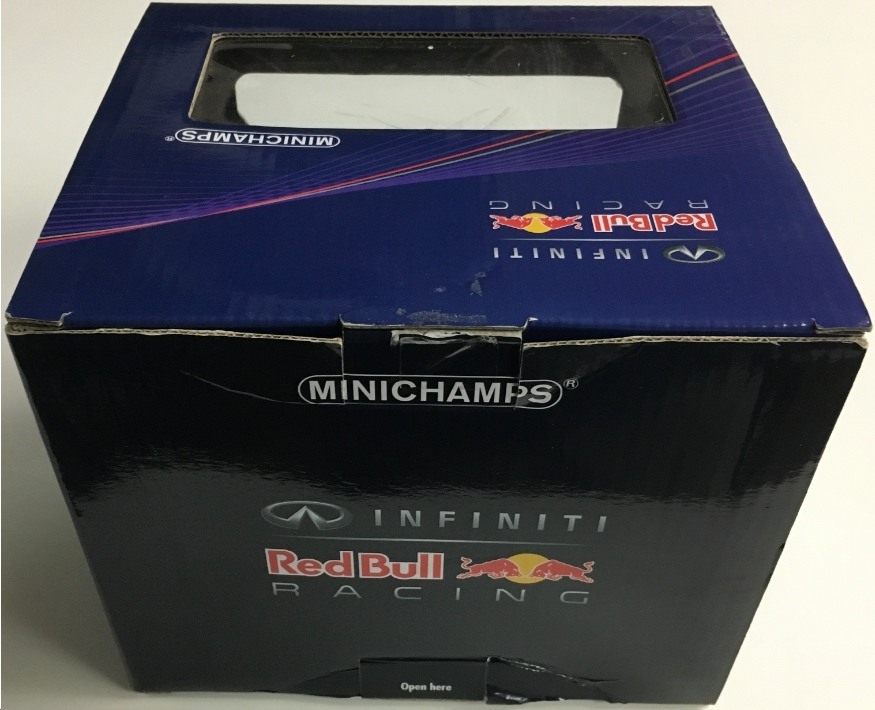 MINICHAMPS®
Red Bull
RACING
INFINITI
MINICHAMPS®
INFINITI
Red Bull
RACING
Open here